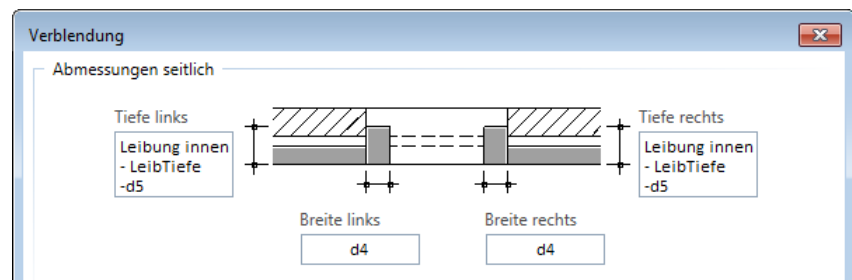 Verblendung
Abmessungen seitlich
Tiefe links
Leibung innen
- LeibTiefe
-d5
Tiefe rechts
Leibung innen
- LeibTiefe
-d5
Breite links
d4
Breite rechts
d4